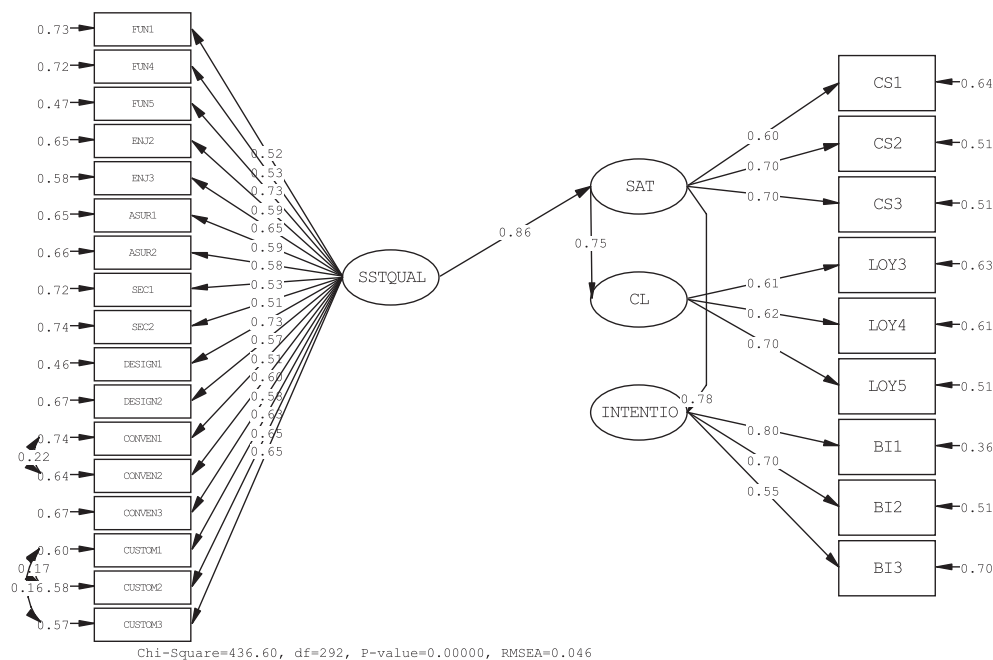 0.73 FUN1
0.72 FUN4
0.47 FUN5
0.65 ENJ2
0.58 ENJ3
0.65 ASUR1
0.66 ASUR2
0.72 SEC1
0.74 SEC2
0.46 DESIGN1
0.67 DESIGN2
0.74 CONVEN1
0.22
0.64 CONVEN2
0.67 CONVEN3
0.60 CUSTOM1
0.17
0.16 0.58 CUSTOM2
0.57 CUSTOM3
0.52
0.53
0.73
0.59
0.65
0.59
0.58
0.53
0.51
0.73
0.57
0.51
0.60
0.58
0.63
0.65
0.65
SSTQUAL
0.86
SAT
0.75
CL
INTENTIO
0.78
0.60
0.70
0.70
0.61
0.62
0.70
0.80
0.70
0.55
CS1 0.64
CS2 0.51
CS3 0.51
LOY3 0.63
LOY4 0.61
LOY5 0.51
BI1 0.36
BI2 0.51
BI3 0.70
Chi-Square=436.60, df=292, P-value=0.00000, RMSEA=0.046